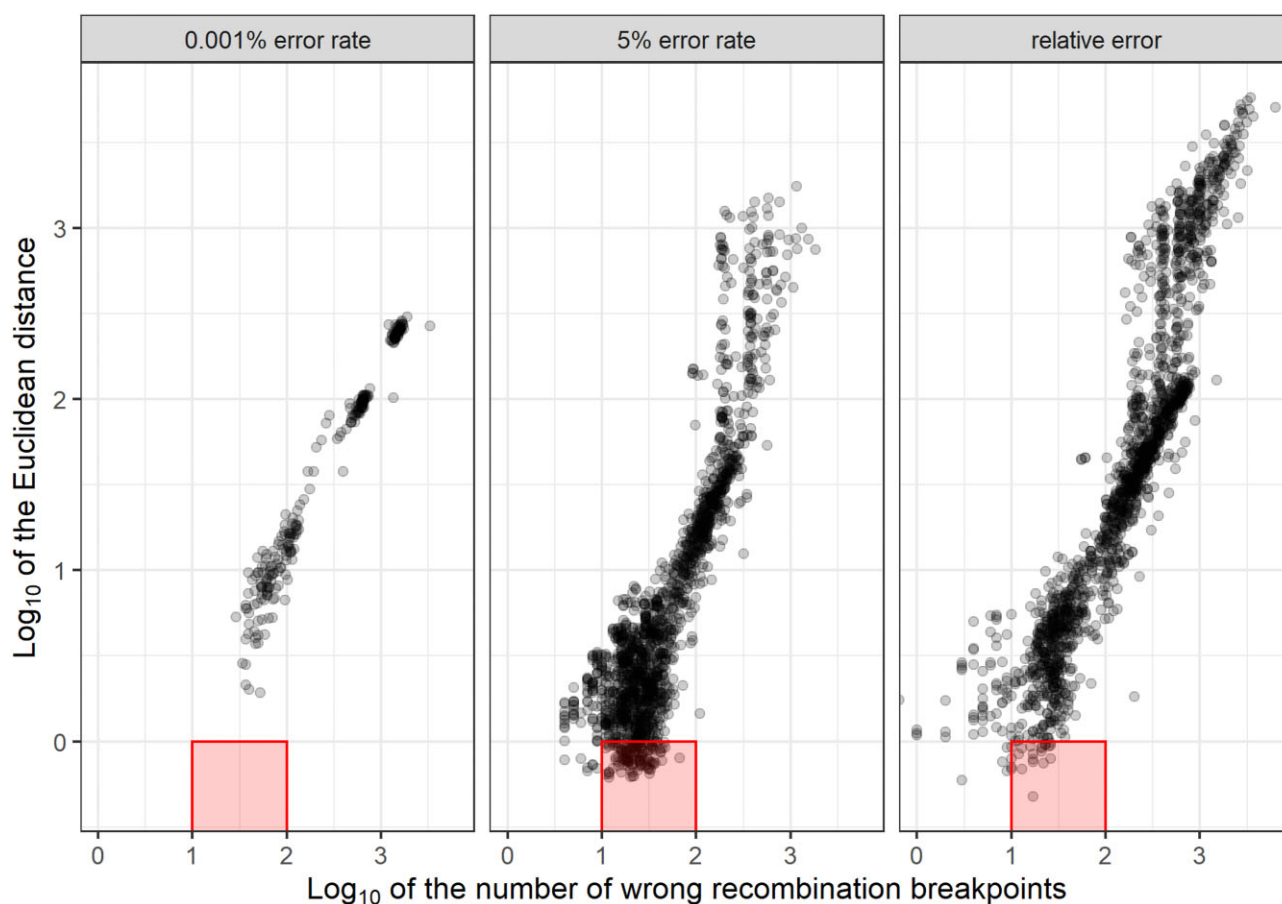 0.001% error rate
5% error rate
relative error
Log10 of the Euclidean distance
3
2
1
0
0 1 2 3
0 1 2 3
0 1 2 3
Log10 of the number of wrong recombination breakpoints